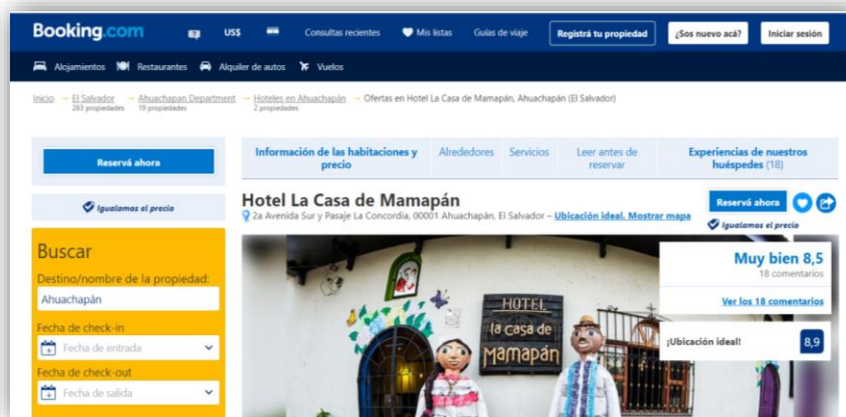 Booking.com
US$
Consultas recientes
Mis listas
Guías de viaje
Registrá tu propiedad
¿Sos nuevo acá?
Iniciar sesión
Alojamientos
Restaurantes
Alquiler de autos
Vuelos
Inicio → El Salvador → Ahuachapan Department → Hoteles en Ahuachapán → Ofertas en Hotel La Casa de Mamapán, Ahuachapán (El Salvador)
263 propiedades
19 propiedades
2 propiedades
Reservá ahora
Igualamos el precio
Información de las habitaciones y
precio
Alrededores
Servicios
Leer antes de
reservar
Experiencias de nuestros
huéspedes (18)
Hotel La Casa de Mamapán
2a Avenida Sur y Pasaje La Concordia, 00001 Ahuachapán, El Salvador – Ubicación ideal. Mostrar mapa
Reservá ahora
Igualamos el precio
Buscar
Destino/nombre de la propiedad:
Ahuachapán
Fecha de check-in
Fecha de entrada
Fecha de check-out
Fecha de salida
HOTEL
la casa de
Mamapán
Muy bien 8,5
18 comentarios
Ver los 18 comentarios
¡Ubicación ideal!
8,9